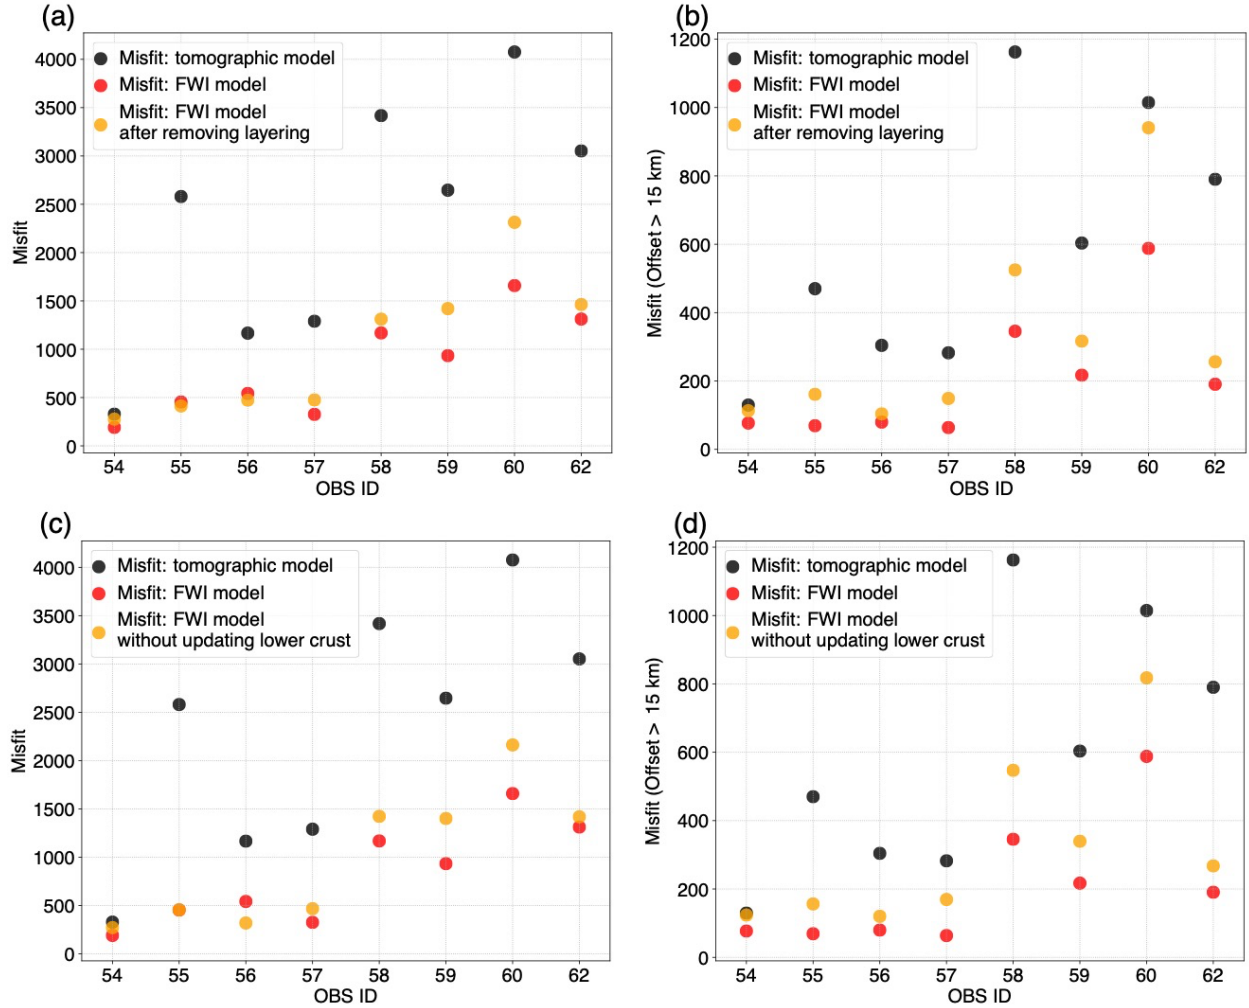 (a)
Misfit: tomographic model
Misfit: FWI model
Misfit: FWI model
after removing layering
4000
3500
3000
2500
2000
1500
1000
500
0
Misfit
54 55 56 57 58 59 60 62
OBS ID
(b)
Misfit: tomographic model
Misfit: FWI model
Misfit: FWI model
after removing layering
1200
1000
800
600
400
200
0
Misfit (Offset > 15 km)
54 55 56 57 58 59 60 62
OBS ID
(c)
Misfit: tomographic model
Misfit: FWI model
Misfit: FWI model
without updating lower crust
4000
3500
3000
2500
2000
1500
1000
500
0
Misfit
54 55 56 57 58 59 60 62
OBS ID
(d)
Misfit: tomographic model
Misfit: FWI model
Misfit: FWI model
without updating lower crust
1200
1000
800
600
400
200
0
Misfit (Offset > 15 km)
54 55 56 57 58 59 60 62
OBS ID